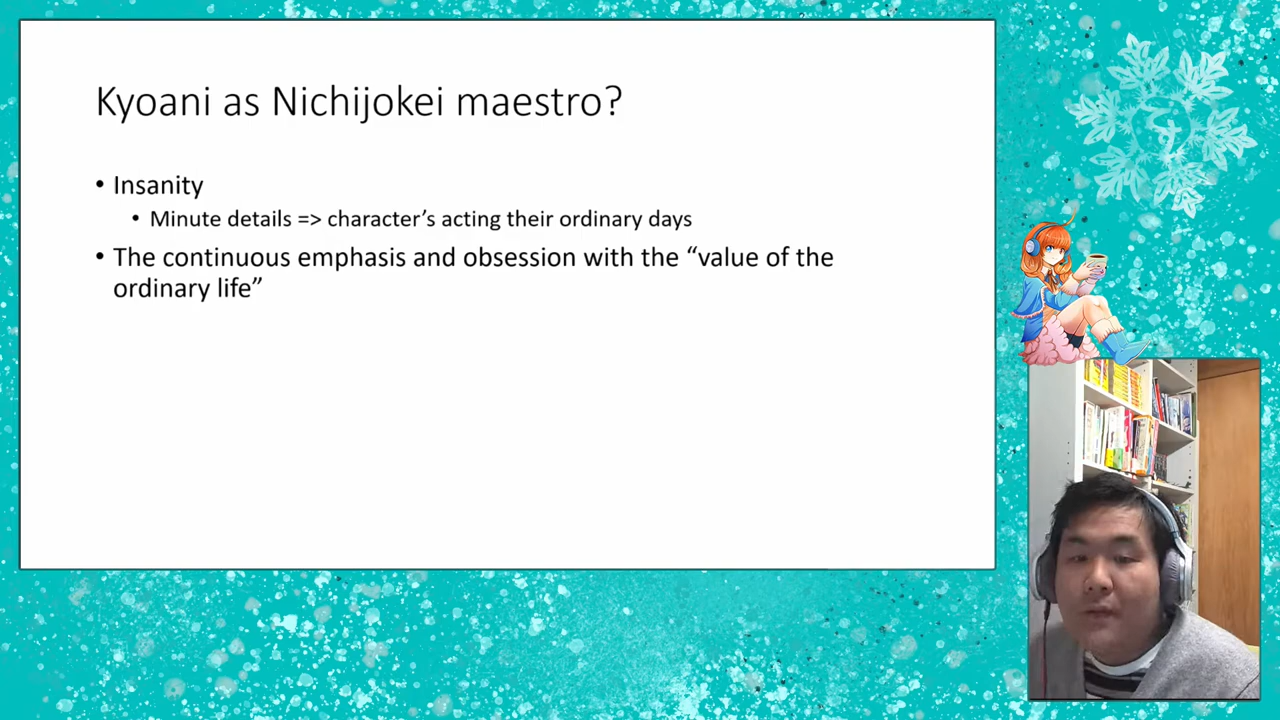 Kyoani as Nichijokei maestro?
• Insanity
• Minute details => character’s acting their ordinary days
• The continuous emphasis and obsession with the “value of the
ordinary life”